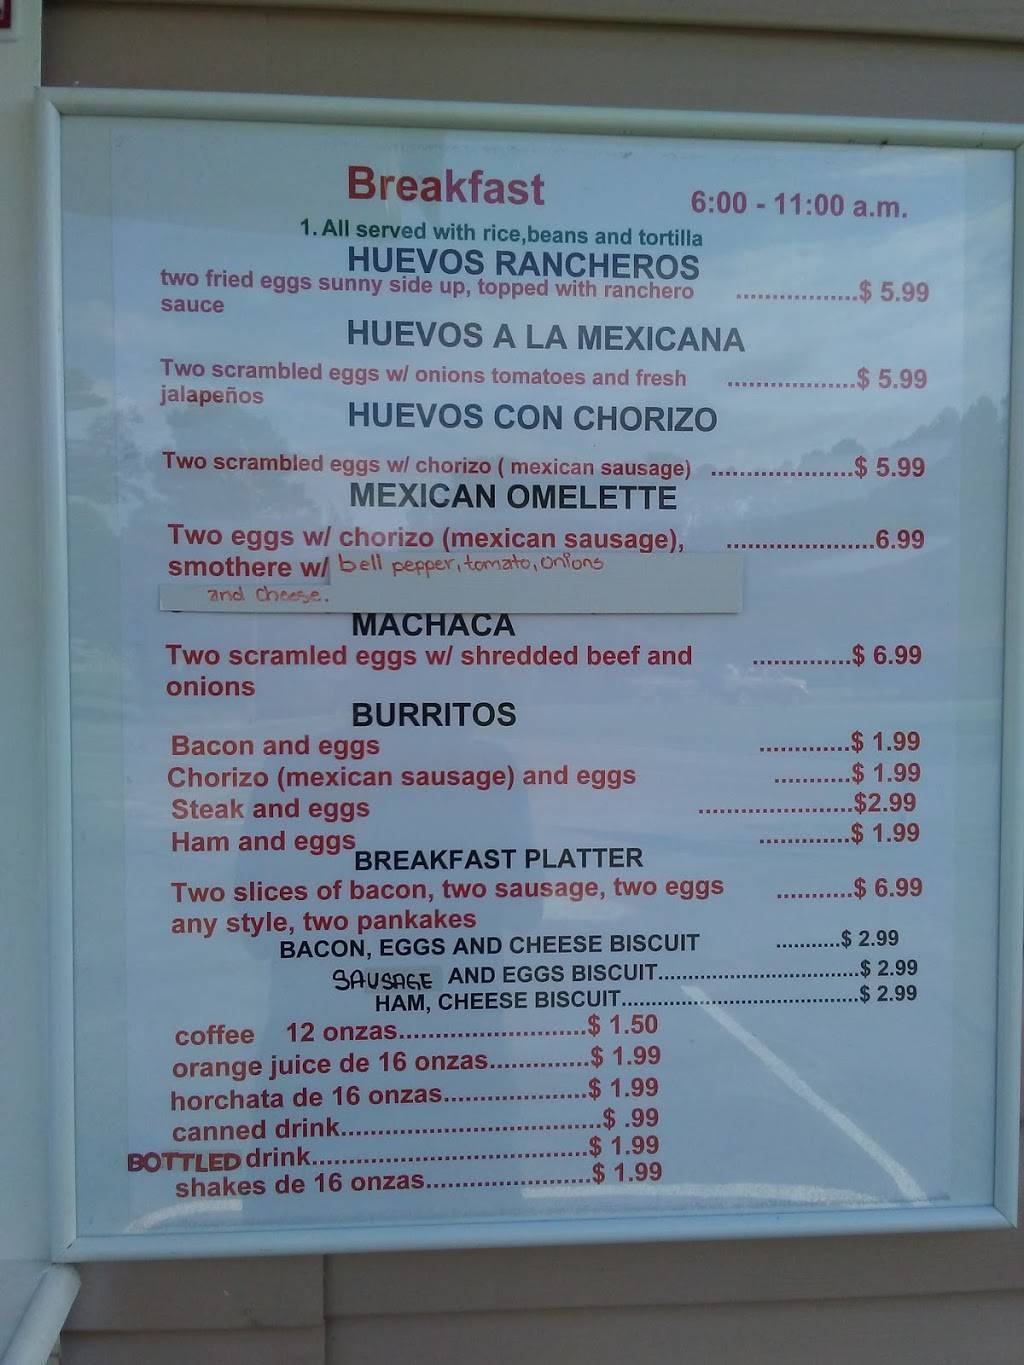 Breakfast
6:00 - 11:00 a.m.
1. All served with rice,beans and tortilla
HUEVOS RANCHEROS
two fried eggs sunny side up, topped with ranchero ..................$ 5.99
sauce
HUEVOS A LA MEXICANA
Two scrambled eggs w/ onions tomatoes and fresh ...................$ 5.99
jalapeños
HUEVOS CON CHORIZO
Two scrambled eggs w/ chorizo ( mexican sausage) .....................$ 5.99
MEXICAN OMELETTE
Two eggs w/ chorizo (mexican sausage), ......................6.99
smothere w/ bell pepper, tomato, onions
and cheese.
MACHACA
Two scramled eggs w/ shredded beef and ..............$ 6.99
onions
BURRITOS
Bacon and eggs .............$ 1.99
Chorizo (mexican sausage) and eggs ...........$ 1.99
Steak and eggs .......................$2.99
Ham and eggs .............$ 1.99
BREAKFAST PLATTER
Two slices of bacon, two sausage, two eggs ...........$ 6.99
any style, two pankakes
BACON, EGGS AND CHEESE BISCUIT ...........$ 2.99
SAUSAGE AND EGGS BISCUIT...............................$ 2.99
HAM, CHEESE BISCUIT....................................$ 2.99
coffee 12 onzas.........................$ 1.50
orange juice de 16 onzas.............$ 1.99
horchata de 16 onzas...................$ 1.99
canned drink..................................$ .99
BOTTLED drink....................................$ 1.99
shakes de 16 onzas......................$ 1.99